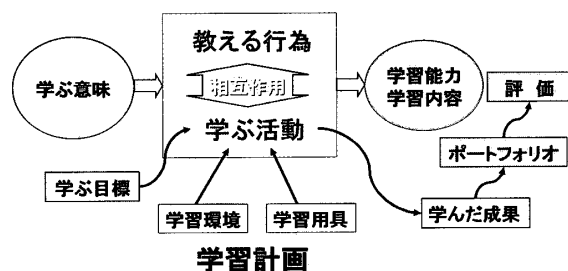 教える行為
学ぶ意味
相互作用
学習能力
学習内容
評価
学ぶ活動
ポートフォリオ
学ぶ目標
学習環境
学習用具
学んだ成果
学習計画